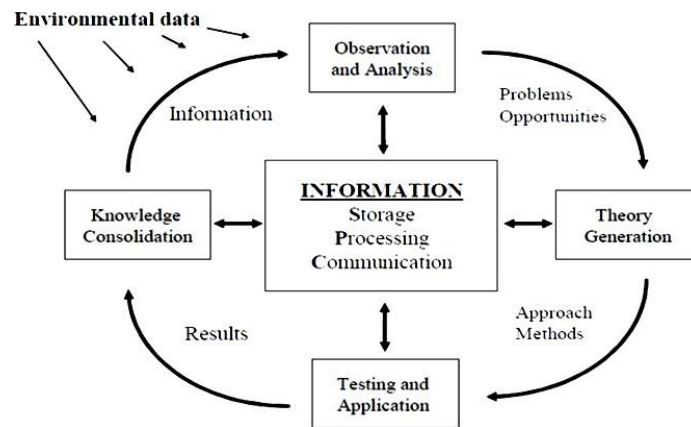 Environmental data
Observation
and Analysis
Information
Problems
Opportunities
INFORMATION
Storage
Processing
Communication
Knowledge
Consolidation
Theory
Generation
Results
Approach
Methods
Testing and
Application